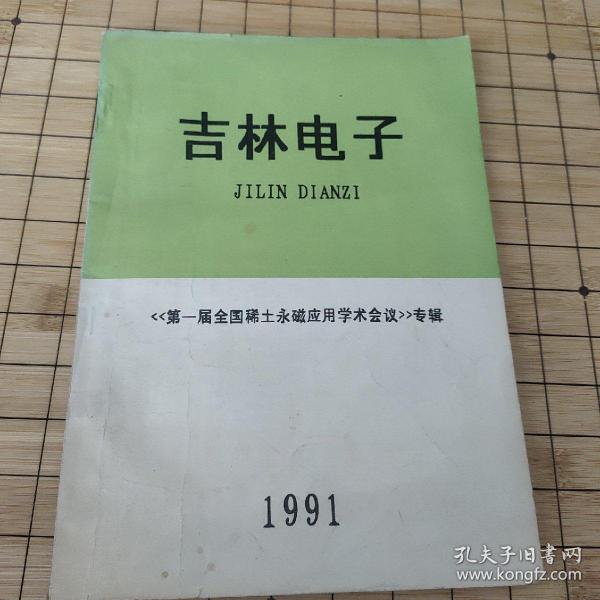 吉林电子
JILIN DIANZI
<<第一届全国稀土永磁应用学术会议>>专辑
1991
孔夫子旧书网
www.kongfz.com